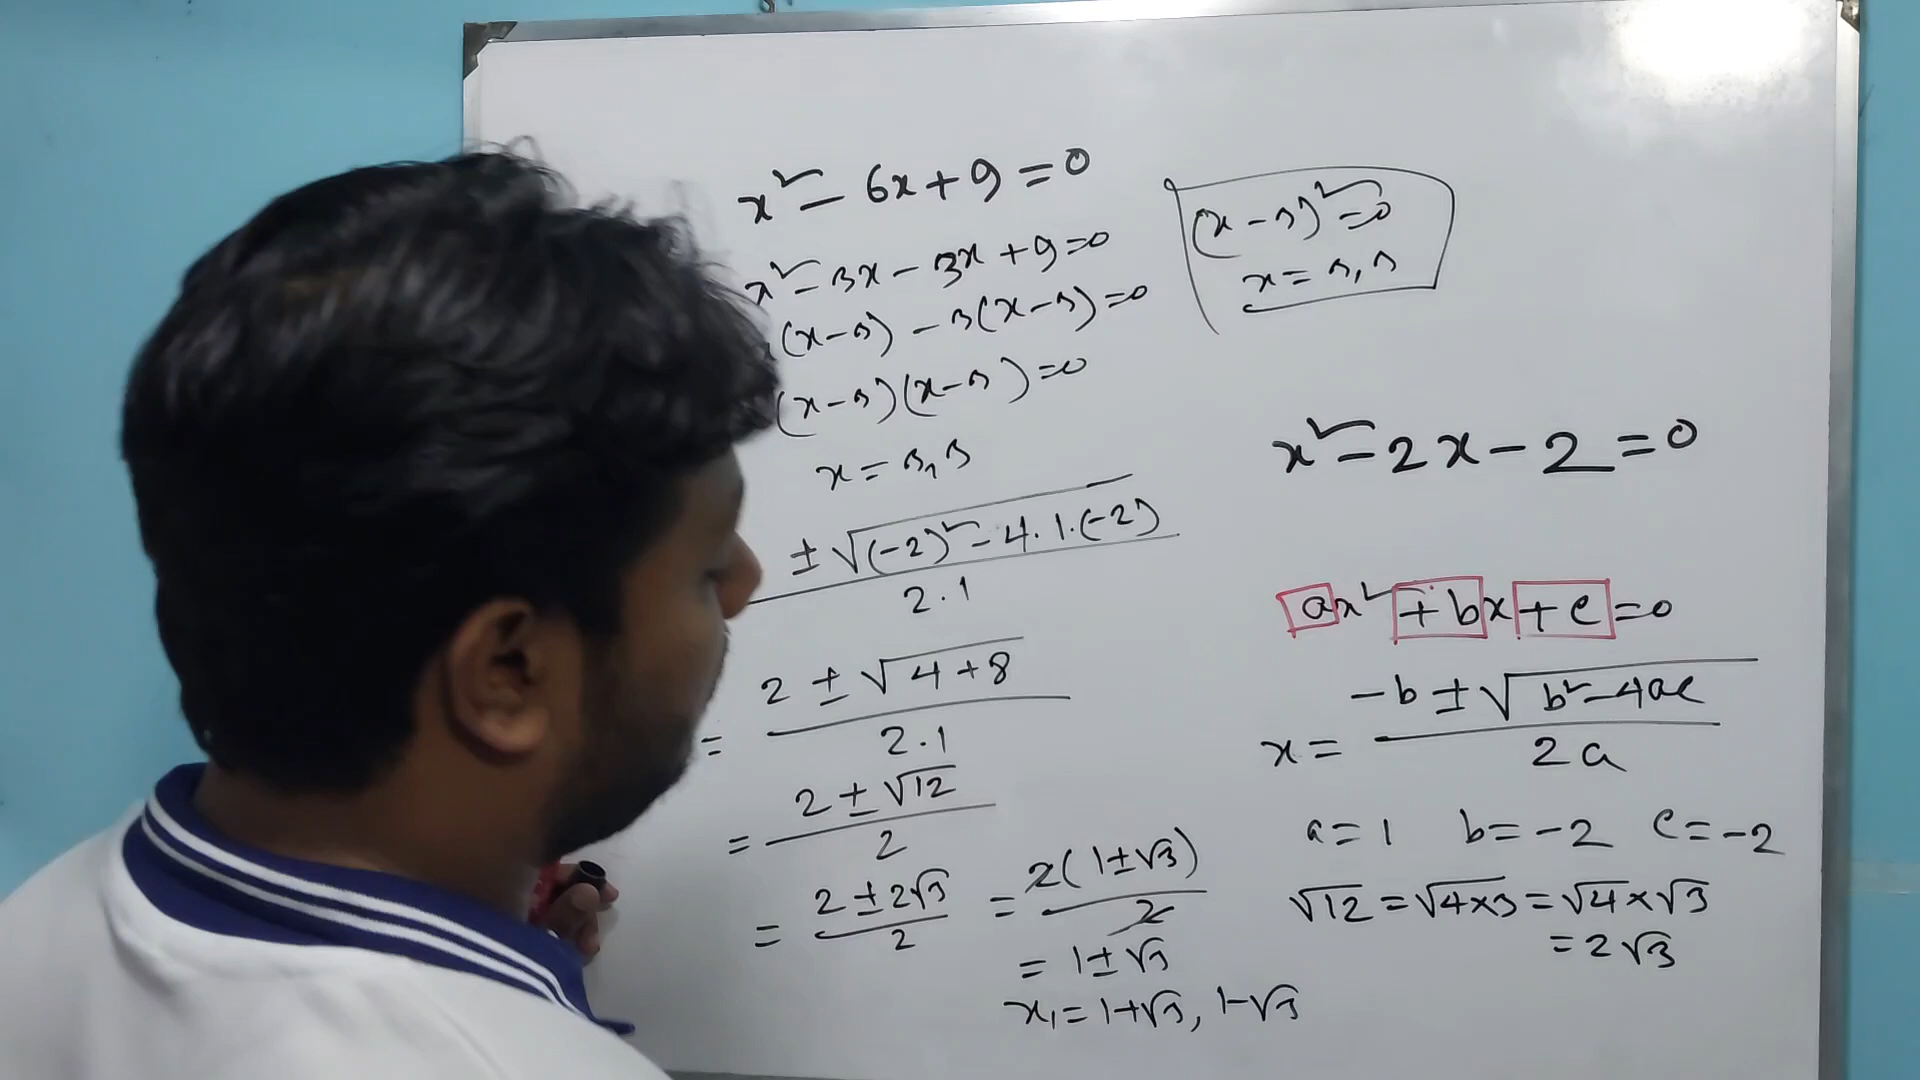 x² - 6x + 9 = 0
x² - 3x - 3x + 9 = 0
(x-3) - 3(x-3) = 0
(x-3)(x-3) = 0
x = 3, 3
(x-3)² = 0
x = 3, 3
± √(-2)² - 4.1.(-2)
2.1
= 2 ± √4+8
2.1
= 2 ± √12
2
= 2 ± 2√3
2
= 2(1±√3)
2
= 1±√3
x₁ = 1+√3, 1-√3
x² - 2x - 2 = 0
ax² + bx + c = 0
x = -b ± √b² - 4ac
2a
a = 1 b = -2 c = -2
√12 = √4×3 = √4 × √3
= 2√3